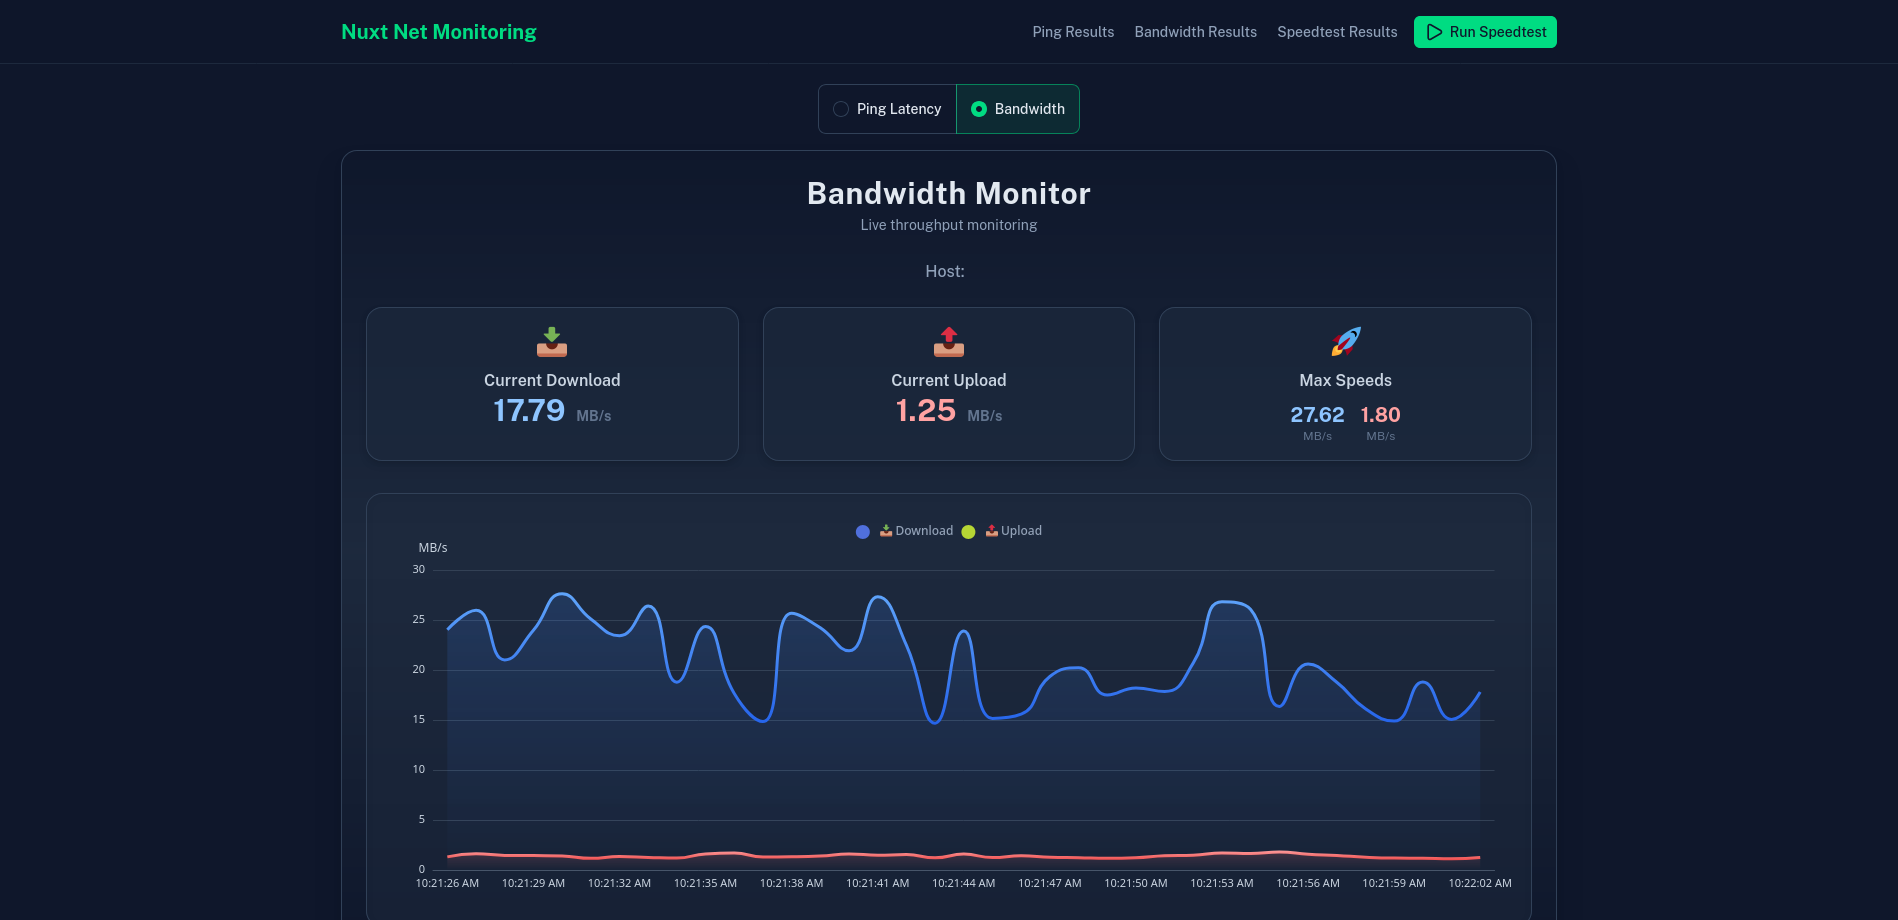 Nuxt Net Monitoring
Ping Results Bandwidth Results Speedtest Results Run Speedtest
Ping Latency Bandwidth
Bandwidth Monitor
Live throughput monitoring
Host:
Current Download
17.79 MB/s
Current Upload
1.25 MB/s
Max Speeds
27.62 1.80
MB/s MB/s
Download Upload
MB/s
30
25
20
15
10
5
0
10:21:26 AM 10:21:29 AM 10:21:32 AM 10:21:35 AM 10:21:38 AM 10:21:41 AM 10:21:44 AM 10:21:47 AM 10:21:50 AM 10:21:53 AM 10:21:56 AM 10:21:59 AM 10:22:02 AM